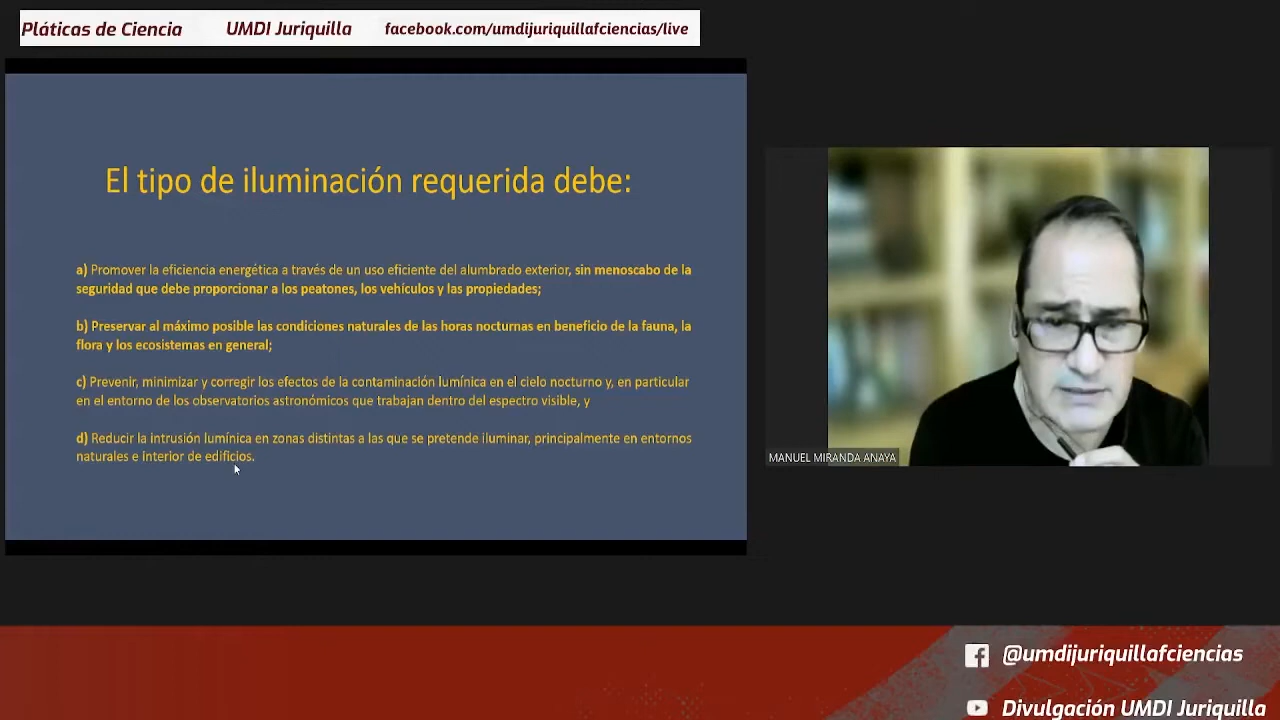 Pláticas de Ciencia UMDI Juriquilla facebook.com/umdijuriquillafciencias/live
El tipo de iluminación requerida debe:
a) Promover la eficiencia energética a través de un uso eficiente del alumbrado exterior, sin menoscabo de la
seguridad que debe proporcionar a los peatones, los vehículos y las propiedades;
b) Preservar al máximo posible las condiciones naturales de las horas nocturnas en beneficio de la fauna, la
flora y los ecosistemas en general;
c) Prevenir, minimizar y corregir los efectos de la contaminación lumínica en el cielo nocturno y, en particular
en el entorno de los observatorios astronómicos que trabajan dentro del espectro visible, y
d) Reducir la intrusión lumínica en zonas distintas a las que se pretende iluminar, principalmente en entornos
naturales e interior de edificios.
MANUEL MIRANDA ANAYA
@umdijuriquillafciencias
Divulgación UMDI Juriquilla